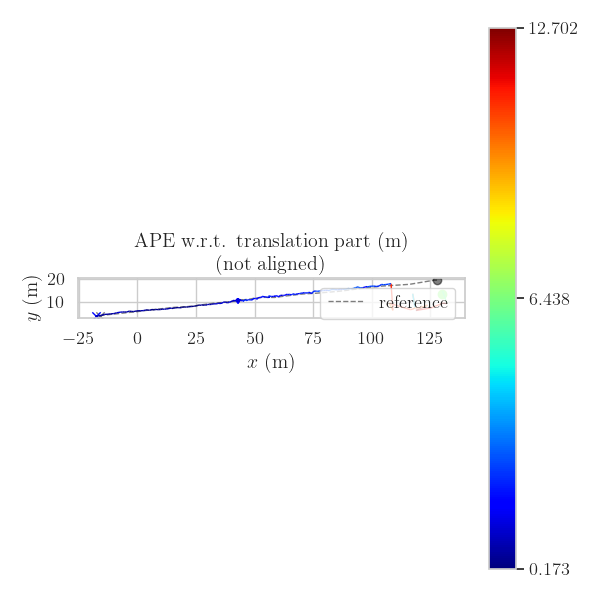 12.702
APE w.r.t. translation part (m)
(not aligned)
20
10
y (m)
reference
6.438
−25
0
25
50
75
100
125
x (m)
0.173